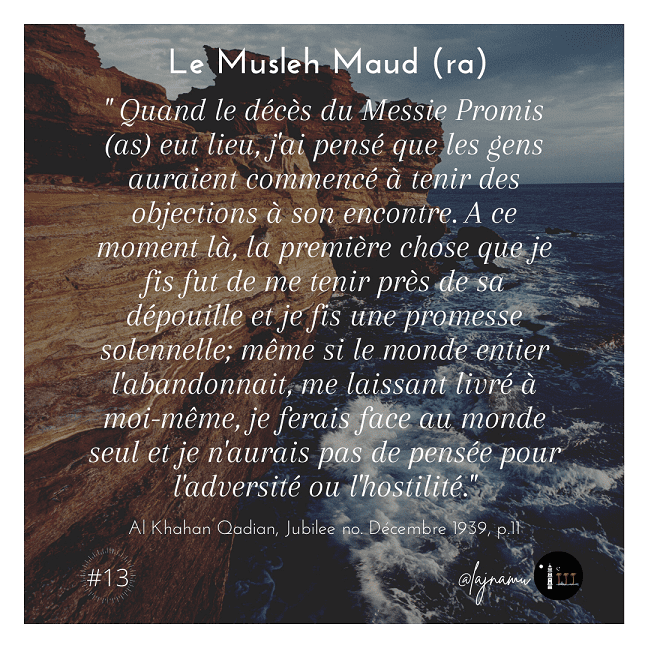 Le Musleh Maud (ra)
" Quand le décès du Messie Promis
(as) eut lieu, j'ai pensé que les gens
auraient commencé à tenir des
objections à son encontre. A ce
moment là, la première chose que je
fis fut de me tenir près de sa
dépouille et je fis une promesse
solennelle; même si le monde entier
l'abandonnait, me laissant livré à
moi-même, je ferais face au monde
seul et je n'aurais pas de pensée pour
l'adversité ou l'hostilité."
Al Khahan Qadian, Jubilee no. Décembre 1939, p.11
#13
@lajnamu